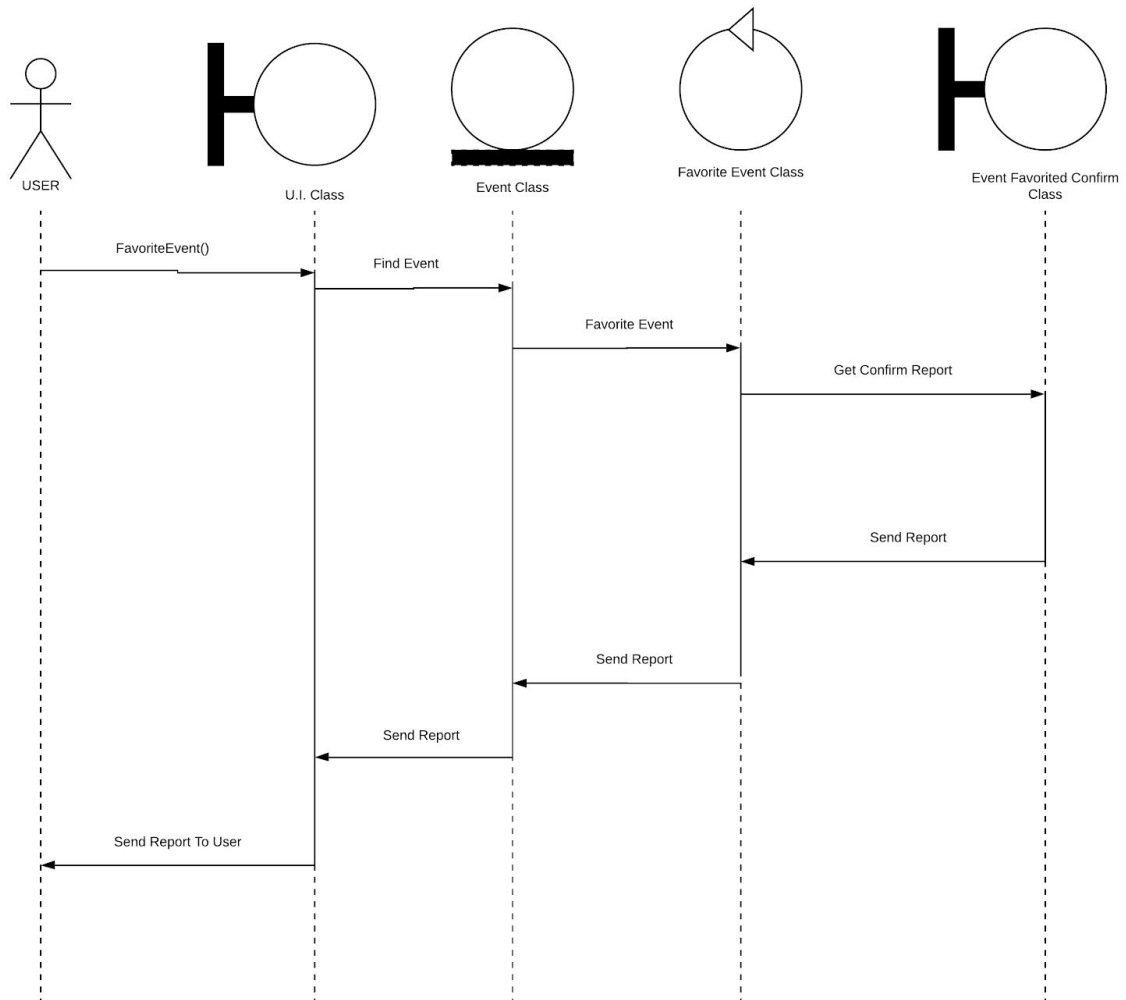 USER
U.I. Class
Event Class
Favorite Event Class
Event Favorited Confirm
Class
FavoriteEvent()
Find Event
Favorite Event
Get Confirm Report
Send Report
Send Report
Send Report
Send Report To User